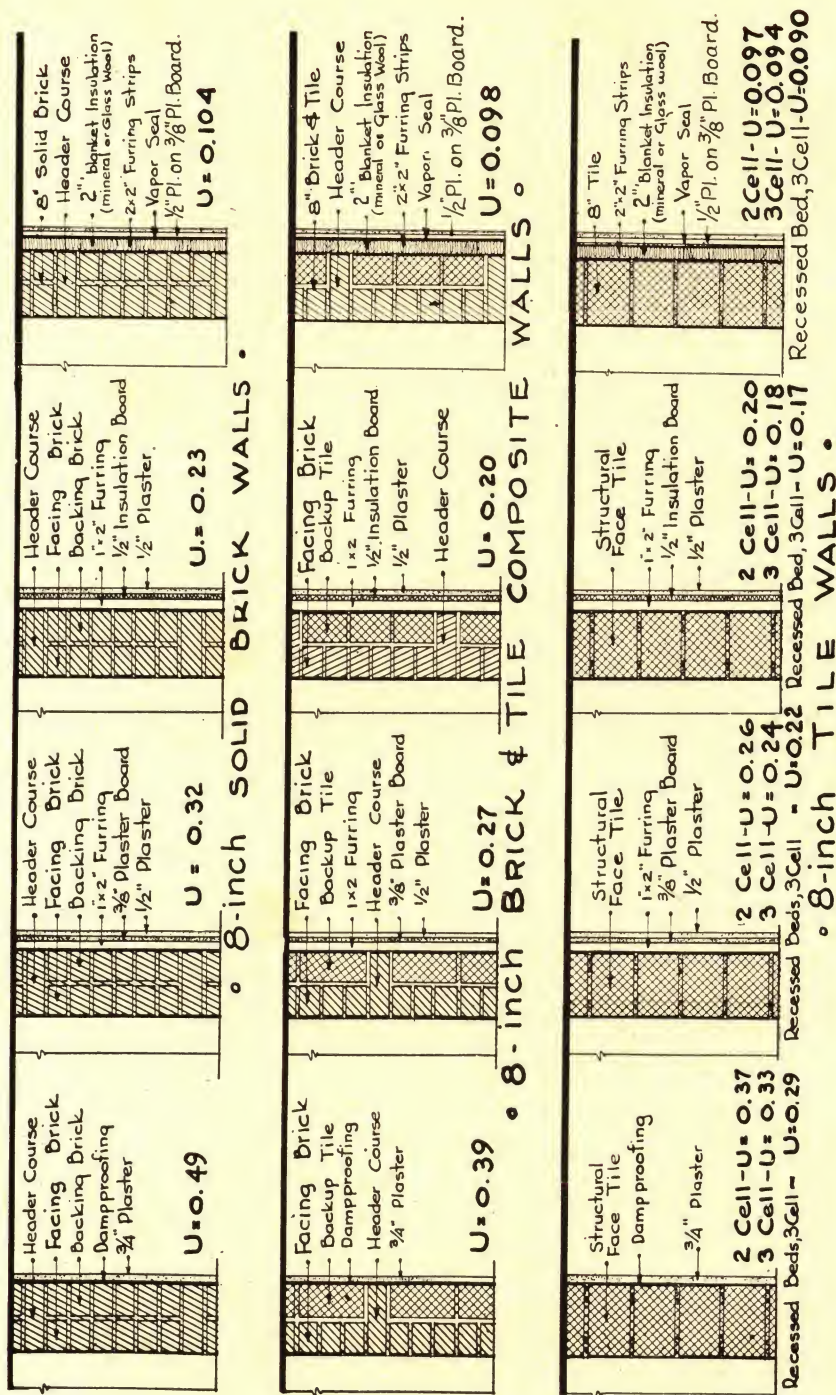 Header Course
Facing Brick
Backing Brick
Dampproofing
3/4" Plaster
U=0.49
Header Course
Facing Brick
Backing Brick
1"x2" Furring
3/8" Plaster Board
1/2" Plaster
U = 0.32
Header Course
Facing Brick
Backing Brick
1"x2" Furring
1/2" Insulation Board
1/2" Plaster.
U.= 0.23
8" Solid Brick
Header Course
2"' Blanket Insulation
(mineral or Glass Wool)
2x2" Furring Strips
Vapor Seal
1/2" Pl. on 3/8" Pl. Board.
U=0.104
• 8-inch SOLID BRICK WALLS •
Facing Brick
Backup Tile
Dampproofing
Header Course
3/4" Plaster
U=0.39
Facing Brick
Backup Tile
1x2 Furring
Header Course
3/8" Plaster Board
1/2" Plaster
U=0.27
Facing Brick
Backup Tile
1x2 Furring
1/2" Insulation Board
1/2" Plaster
Header Course
U=0.20
8" Brick & Tile
Header Course
2"' Blanket Insulation
(mineral or Glass Wool)
2x2" Furring Strips
Vapor Seal
1/2" Pl. on 3/8" Pl. Board.
U=0.098
• 8-inch BRICK & TILE COMPOSITE WALLS •
Structural
Face Tile
Dampproofing
3/4" Plaster
2 Cell-U=0.37
3 Cell-U=0.33
Recessed Beds, 3Cell - U=0.29
Structural
Face Tile
1"x2" Furring
3/8" Plaster Board
1/2" Plaster
2 Cell-U=0.26
3 Cell-U=0.24
Recessed Beds, 3Cell - U=0.22
Structural
Face Tile
1"x2" Furring
1/2" Insulation Board
1/2" Plaster
2 Cell-U=0.20
3 Cell-U=0.18
Recessed Bed, 3Cell-U=0.17
8" Tile
2"x2" Furring Strips
2"' Blanket Insulation
(mineral or Glass wool)
Vapor Seal
1/2" Pl. on 3/8" Pl. Board.
2Cell-U=0.097
3Cell-U=0.094
Recessed Bed, 3Cell-U=0.090
• 8-inch TILE WALLS •